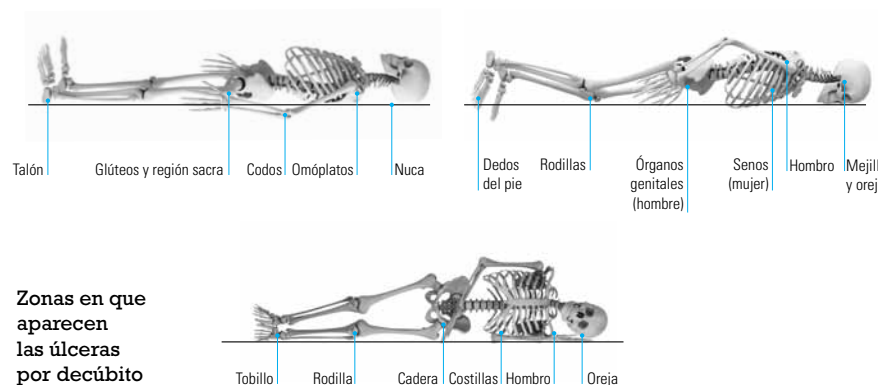 Talón
Glúteos y región sacra
Codos
Omóplatos
Nuca
Dedos
del pie
Rodillas
Órganos
genitales
(hombre)
Senos
(mujer)
Hombro
Mejill
y orej
Zonas en que
aparecen
las úlceras
por decúbito
Tobillo
Rodilla
Cadera
Costillas
Hombro
Oreja